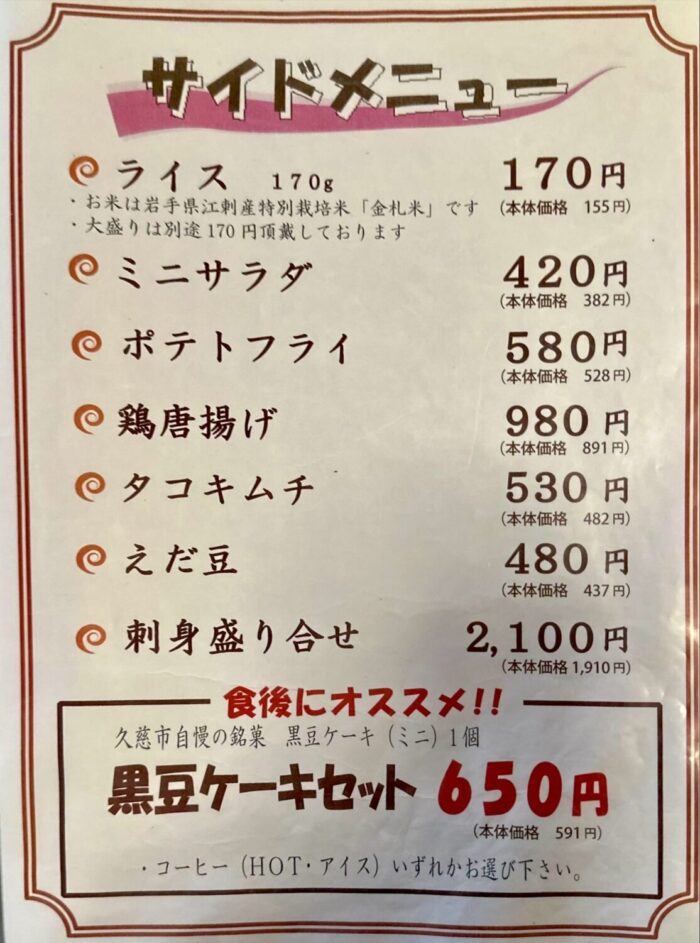 サイドメニュー
ライス 170g 170円
・お米は岩手県江刺産特別栽培米「金札米」です (本体価格 155円)
・大盛りは別途170円頂戴しております
ミニサラダ 420円
(本体価格 382円)
ポテトフライ 580円
(本体価格 528円)
鶏唐揚げ 980円
(本体価格 891円)
タコキムチ 530円
(本体価格 482円)
えだ豆 480円
(本体価格 437円)
刺身盛り合せ 2,100円
(本体価格 1,910円)
食後にオススメ!!
久慈市自慢の銘菓 黒豆ケーキ(ミニ)1個
黒豆ケーキセット 650円
(本体価格 591円)
・コーヒー(HOT・アイス)いずれかお選び下さい。